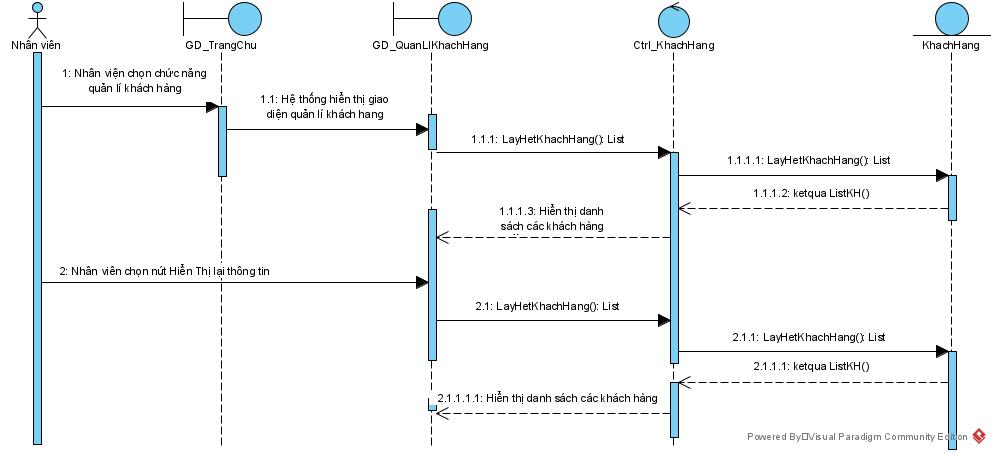 Nhân viên
GD_TrangChu
GD_QuanLIKhachHang
Ctrl_KhachHang
KhachHang
1: Nhân viện chọn chức năng
quản lí khách hàng
1.1: Hệ thống hiển thị giao
diện quản lí khách hang
1.1.1: LayHetKhachHang(): List
1.1.1.1: LayHetKhachHang(): List
1.1.1.2: ketqua ListKH()
1.1.1.3: Hiển thị danh
sách các khách hàng
2: Nhân viên chọn nút Hiển Thị lại thông tin
2.1: LayHetKhachHang(): List
2.1.1: LayHetKhachHang(): List
2.1.1.1: ketqua ListKH()
2.1.1.1.1: Hiển thị danh sách các khách hàng
Powered By Visual Paradigm Community Edition